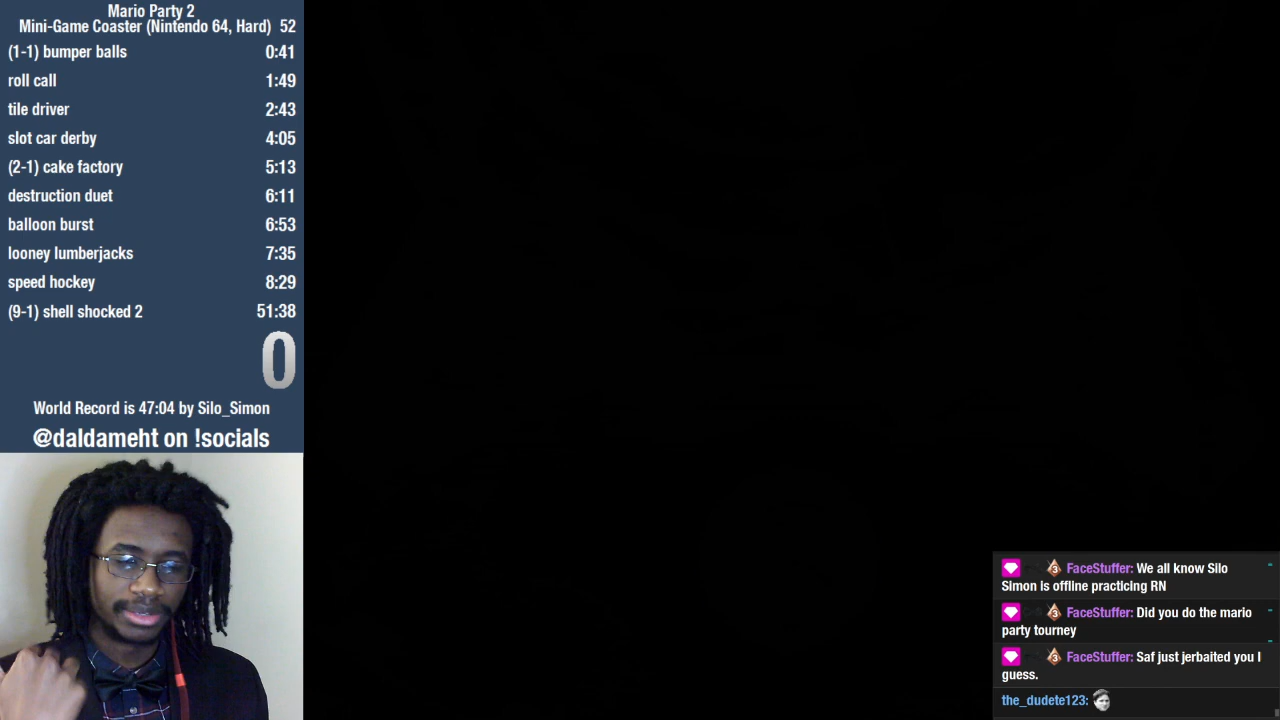 Mario Party 2
Mini-Game Coaster (Nintendo 64, Hard) 52
(1-1) bumper balls 0:41
roll call 1:49
tile driver 2:43
slot car derby 4:05
(2-1) cake factory 5:13
destruction duet 6:11
balloon burst 6:53
looney lumberjacks 7:35
speed hockey 8:29
(9-1) shell shocked 2 51:38
0
World Record is 47:04 by Silo_Simon
@daldameht on !socials
3 FaceStuffer: We all know Silo
Simon is offline practicing RN
3 FaceStuffer: Did you do the mario
party tourney
3 FaceStuffer: Saf just jerbaited you I
guess.
the_dudete123: